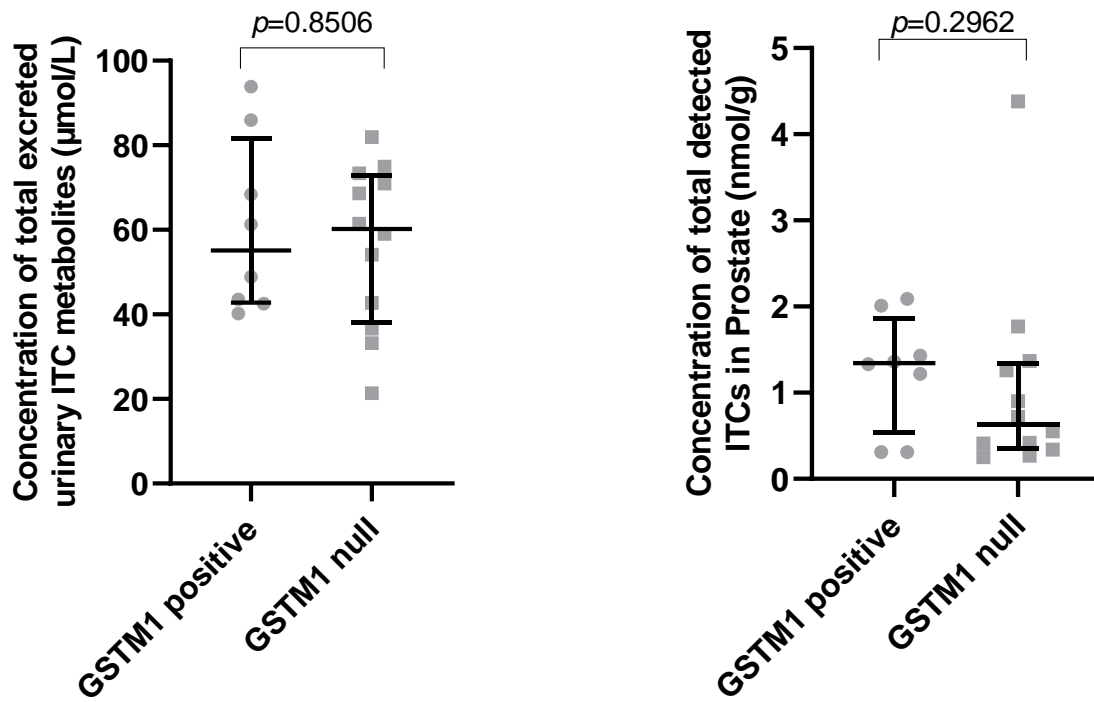 p=0.8506
Concentration of total excreted
urinary ITC metabolites (µmol/L)
100
80
60
40
20
0
GSTM1 positive
GSTM1 null
p=0.2962
Concentration of total detected
ITCs in Prostate (nmol/g)
5
4
3
2
1
0
GSTM1 positive
GSTM1 null